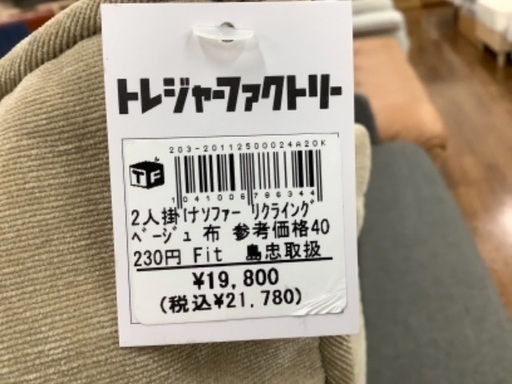 トレジャーファクトリー
203-20112500024A20K
TF
1041006786344
2人掛けソファー リクライニング
ベージュ 布 参考価格40
230円 Fit 島忠取扱
¥19,800
(税込¥21,780)